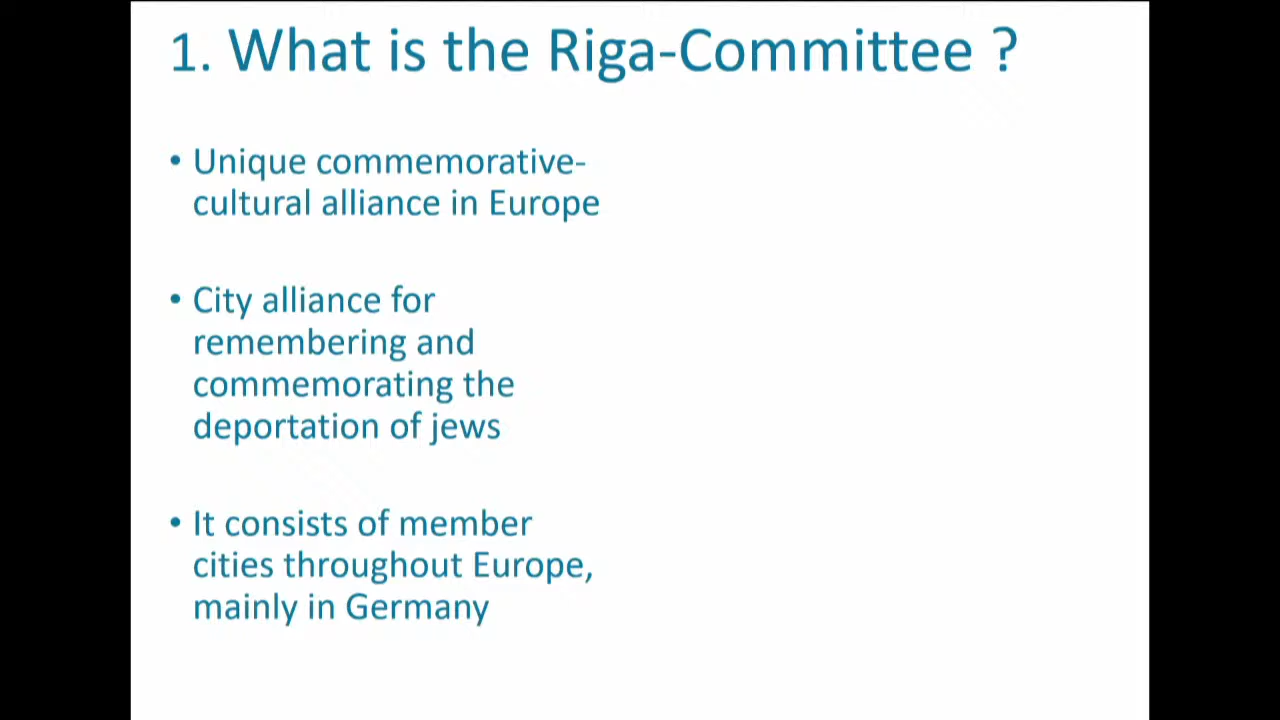 1. What is the Riga-Committee ?
• Unique commemorative-
cultural alliance in Europe
• City alliance for
remembering and
commemorating the
deportation of jews
• It consists of member
cities throughout Europe,
mainly in Germany